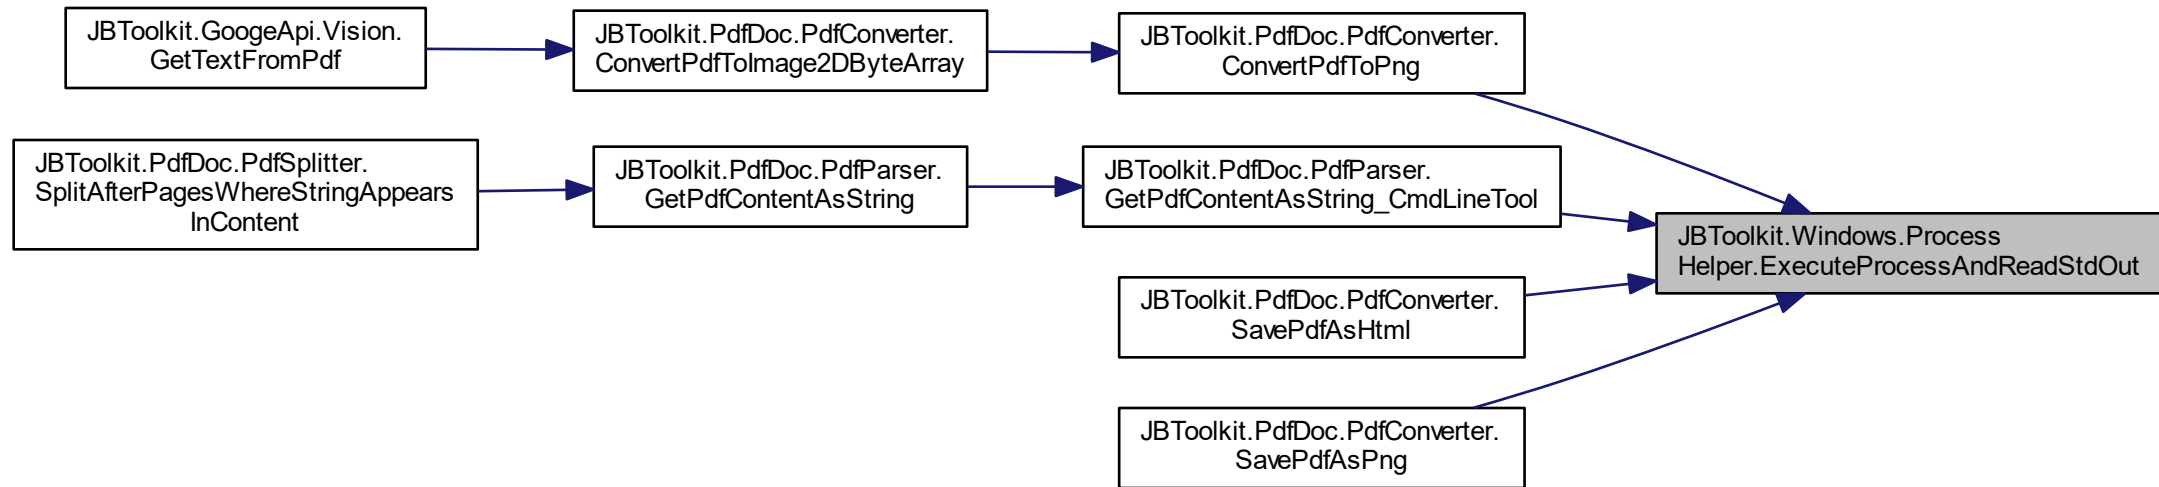 JBToolkit.GoogeApi.Vision.
GetTextFromPdf
JBToolkit.PdfDoc.PdfConverter.
ConvertPdfToImage2DByteArray
JBToolkit.PdfDoc.PdfConverter.
ConvertPdfToPng
JBToolkit.PdfDoc.PdfSplitter.
SplitAfterPagesWhereStringAppears
InContent
JBToolkit.PdfDoc.PdfParser.
GetPdfContentAsString
JBToolkit.PdfDoc.PdfParser.
GetPdfContentAsString_CmdLineTool
JBToolkit.Windows.Process
Helper.ExecuteProcessAndReadStdOut
JBToolkit.PdfDoc.PdfConverter.
SavePdfAsHtml
JBToolkit.PdfDoc.PdfConverter.
SavePdfAsPng